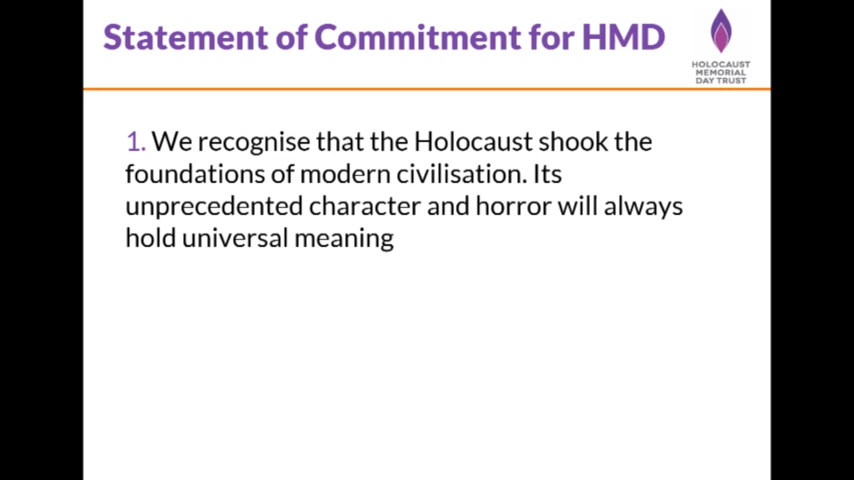 Statement of Commitment for HMD
HOLOCAUST
MEMORIAL
DAY TRUST
1. We recognise that the Holocaust shook the
foundations of modern civilisation. Its
unprecedented character and horror will always
hold universal meaning